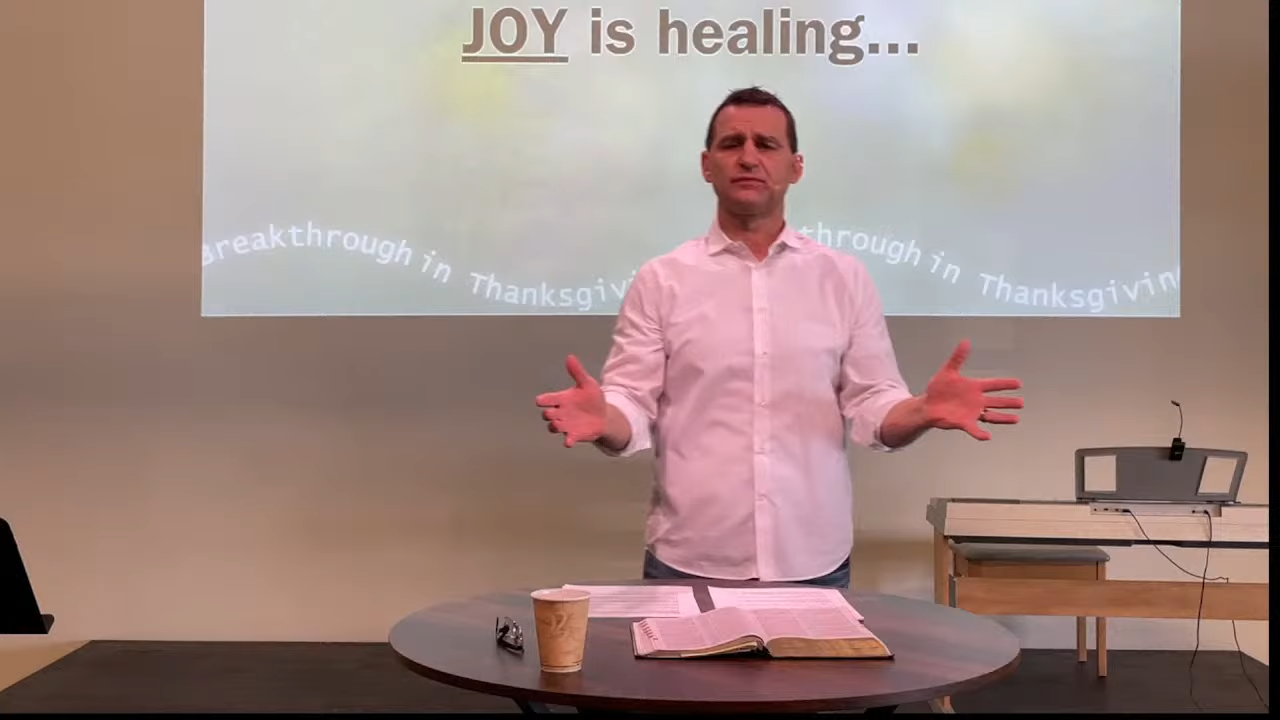 JOY is healing...
Breakthrough in Thanksgivi
through in Thanksgivin